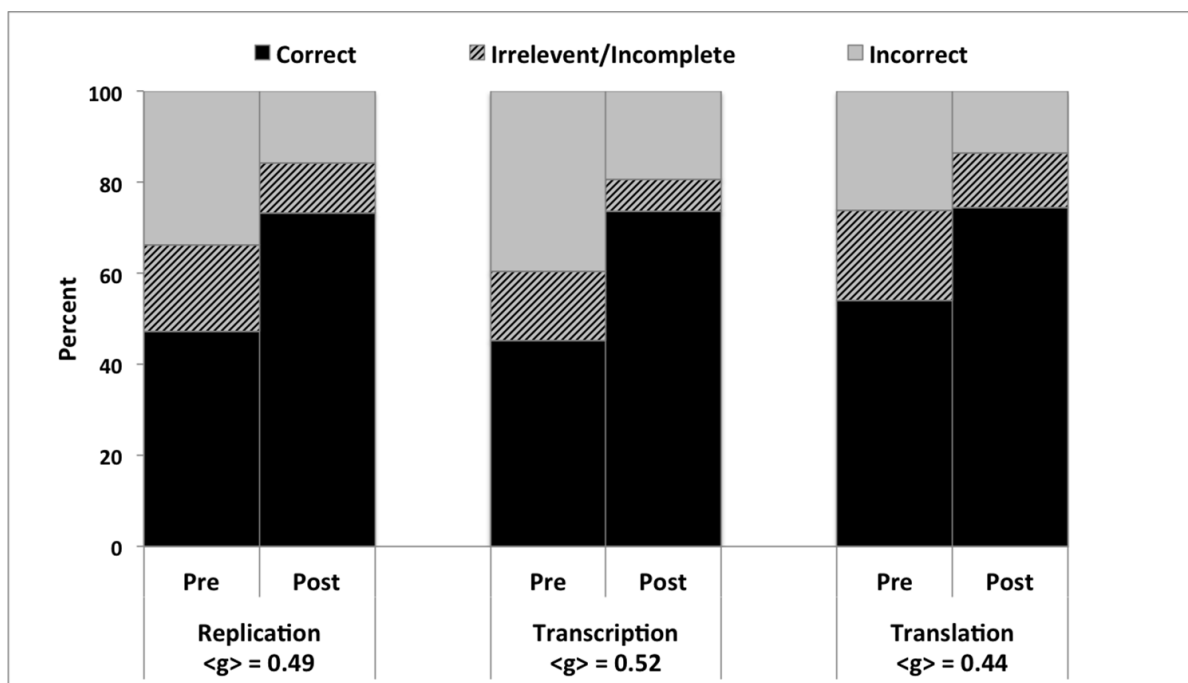 Correct Irrelevent/Incomplete Incorrect
100
80
60
40
20
0
Percent
Pre Post Pre Post Pre Post
Replication Transcription Translation
<g> = 0.49 <g> = 0.52 <g> = 0.44